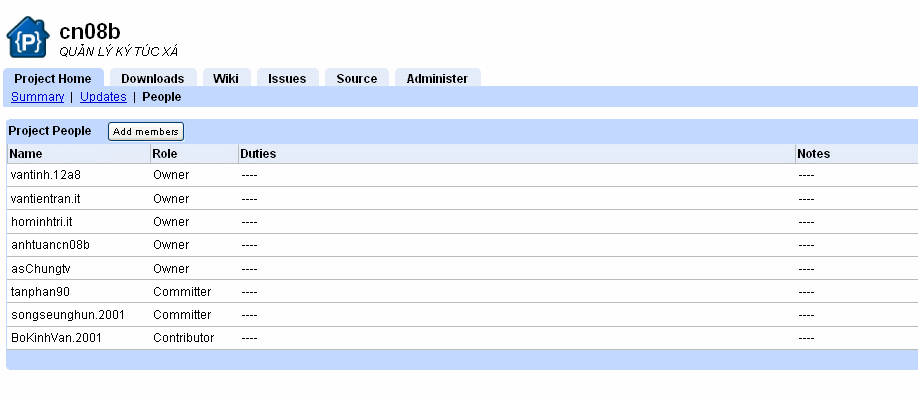 {P}
cn08b
QUẢN LÝ KÝ TÚC XÁ
Project Home Downloads Wiki Issues Source Administer
Summary | Updates | People
Project People Add members
Name Role Duties Notes
vantinh.12a8 Owner ---- ----
vantientran.it Owner ---- ----
hominhtri.it Owner ---- ----
anhtuancn08b Owner ---- ----
asChungtv Owner ---- ----
tanphan90 Committer ---- ----
songseunghun.2001 Committer ---- ----
BoKinhVan.2001 Contributor ---- ----